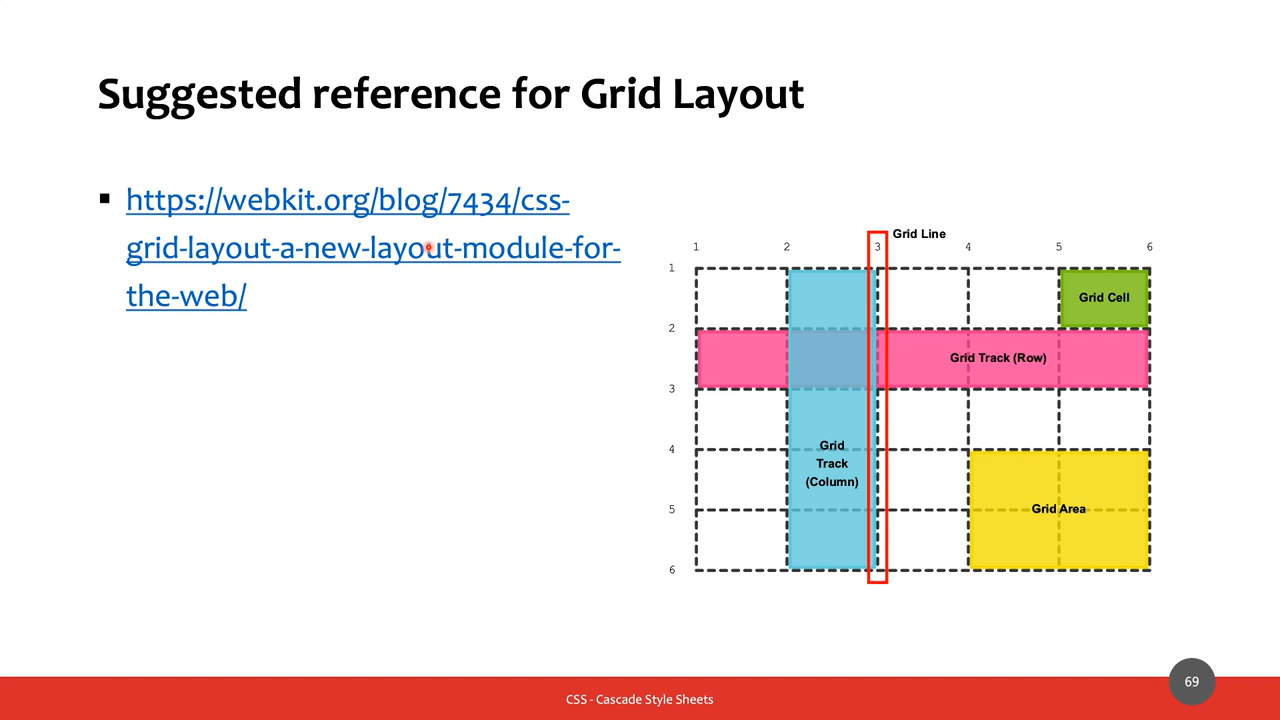 Suggested reference for Grid Layout
▪ https://webkit.org/blog/7434/css-
grid-layout-a-new-layout-module-for-
the-web/
Grid Line
1 2 3 4 5 6
1
Grid Cell
2
Grid Track (Row)
3
4
Grid
Track
(Column)
5
Grid Area
6
69
CSS - Cascade Style Sheets